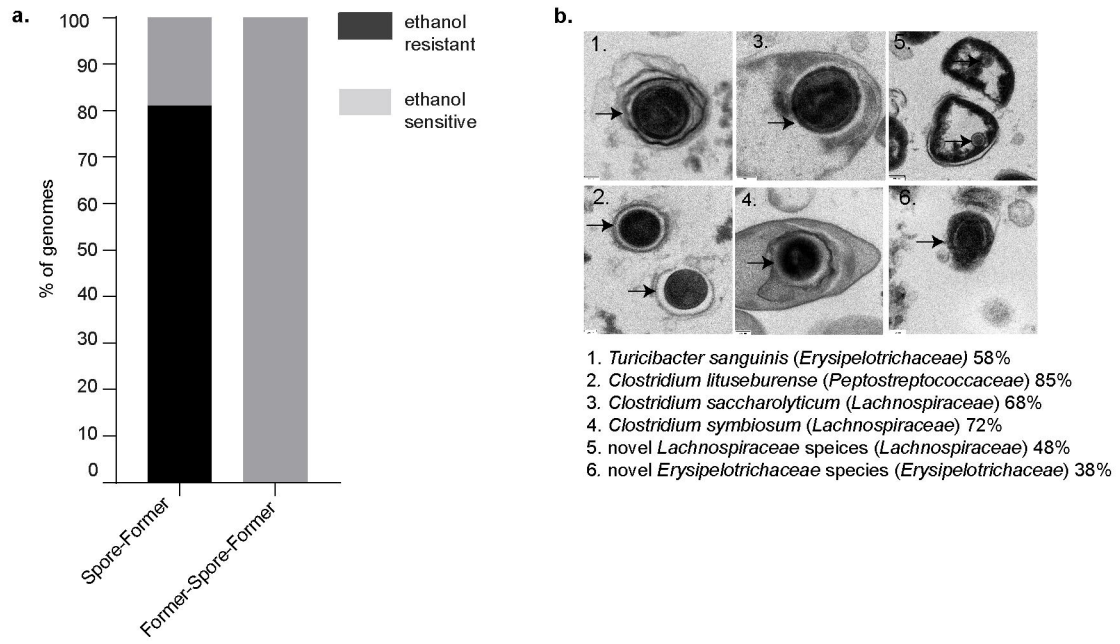 a.
100
90
80
70
60
50
40
30
20
10
0
% of genomes
Spore-Former
Former-Spore-Former
ethanol
resistant
ethanol
sensitive
b.
1.
3.
5.
2.
4.
6.
1. Turicibacter sanguinis (Erysipelotrichaceae) 58%
2. Clostridium lituseburense (Peptostreptococcaceae) 85%
3. Clostridium saccharolyticum (Lachnospiraceae) 68%
4. Clostridium symbiosum (Lachnospiraceae) 72%
5. novel Lachnospiraceae speices (Lachnospiraceae) 48%
6. novel Erysipelotrichaceae species (Erysipelotrichaceae) 38%